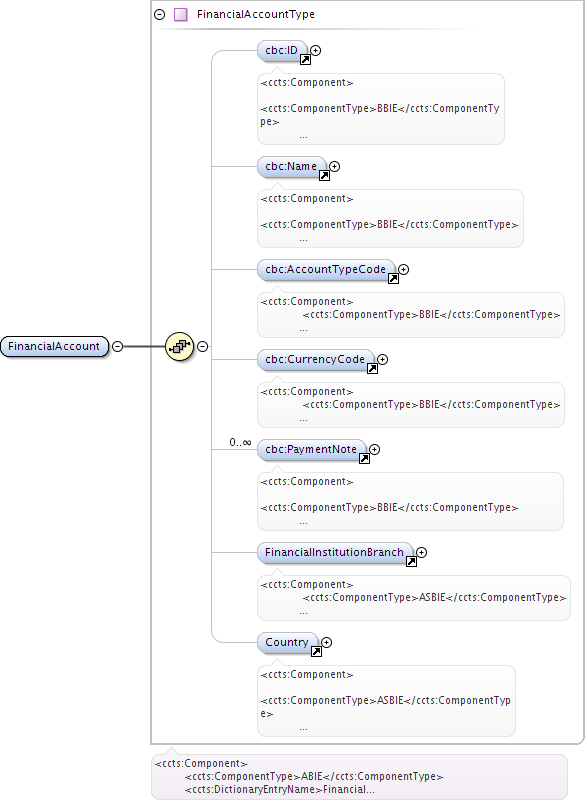 FinancialAccountType
cbc:ID
<ccts:Component>
<ccts:ComponentType>BBIE</ccts:ComponentTy
pe>
...
cbc:Name
<ccts:Component>
<ccts:ComponentType>BBIE</ccts:ComponentType>
...
cbc:AccountTypeCode
<ccts:Component>
<ccts:ComponentType>BBIE</ccts:ComponentType>
...
FinancialAccount
cbc:CurrencyCode
<ccts:Component>
<ccts:ComponentType>BBIE</ccts:ComponentType>
...
0..∞
cbc:PaymentNote
<ccts:Component>
<ccts:ComponentType>BBIE</ccts:ComponentType>
...
FinancialInstitutionBranch
<ccts:Component>
<ccts:ComponentType>ASBIE</ccts:ComponentType>
...
Country
<ccts:Component>
<ccts:ComponentType>ASBIE</ccts:ComponentTyp
e>
...
<ccts:Component>
<ccts:ComponentType>ABIE</ccts:ComponentType>
<ccts:DictionaryEntryName>Financial...